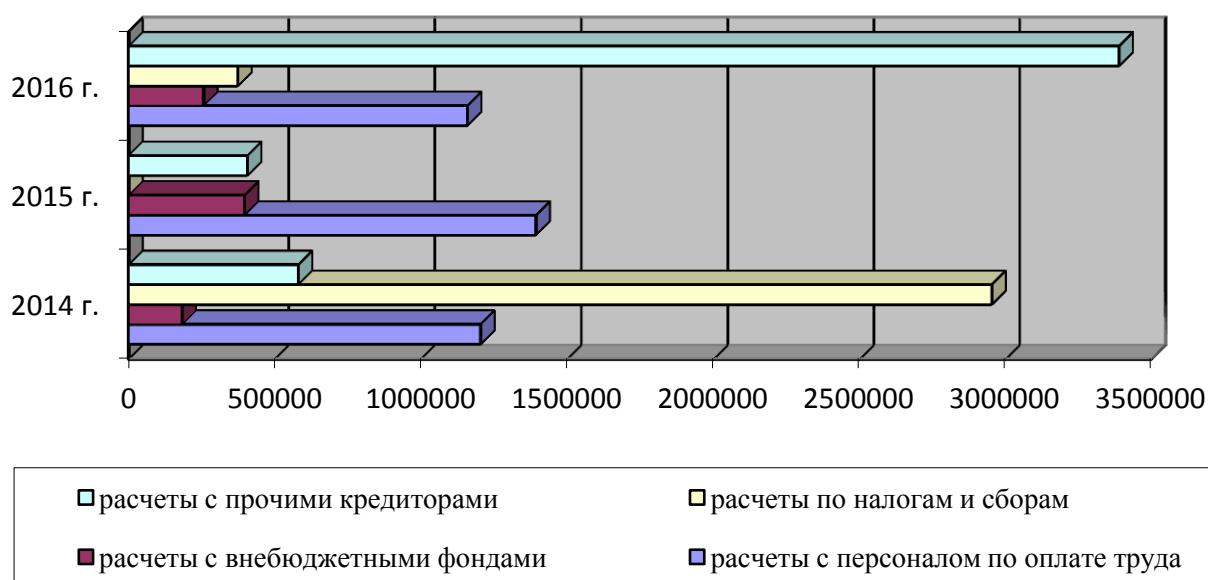 2016 г.
2015 г.
2014 г.
0 500000 1000000 1500000 2000000 2500000 3000000 3500000
расчеты с прочими кредиторами расчеты по налогам и сборам
расчеты с внебюджетными фондами расчеты с персоналом по оплате труда